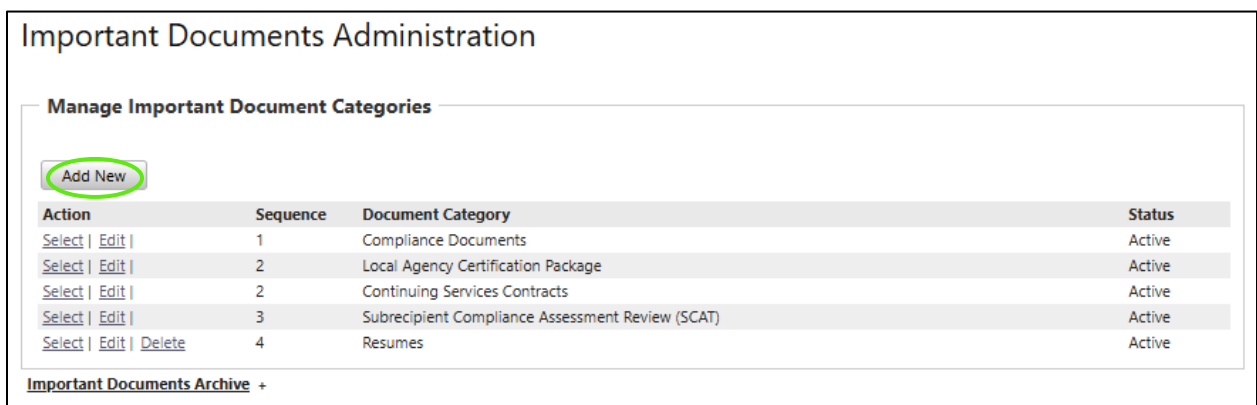 Important Documents Administration
Manage Important Document Categories
Add New
Action Sequence Document Category Status
Select | Edit | 1 Compliance Documents Active
Select | Edit | 2 Local Agency Certification Package Active
Select | Edit | 2 Continuing Services Contracts Active
Select | Edit | 3 Subrecipient Compliance Assessment Review (SCAT) Active
Select | Edit | Delete 4 Resumes Active
Important Documents Archive +